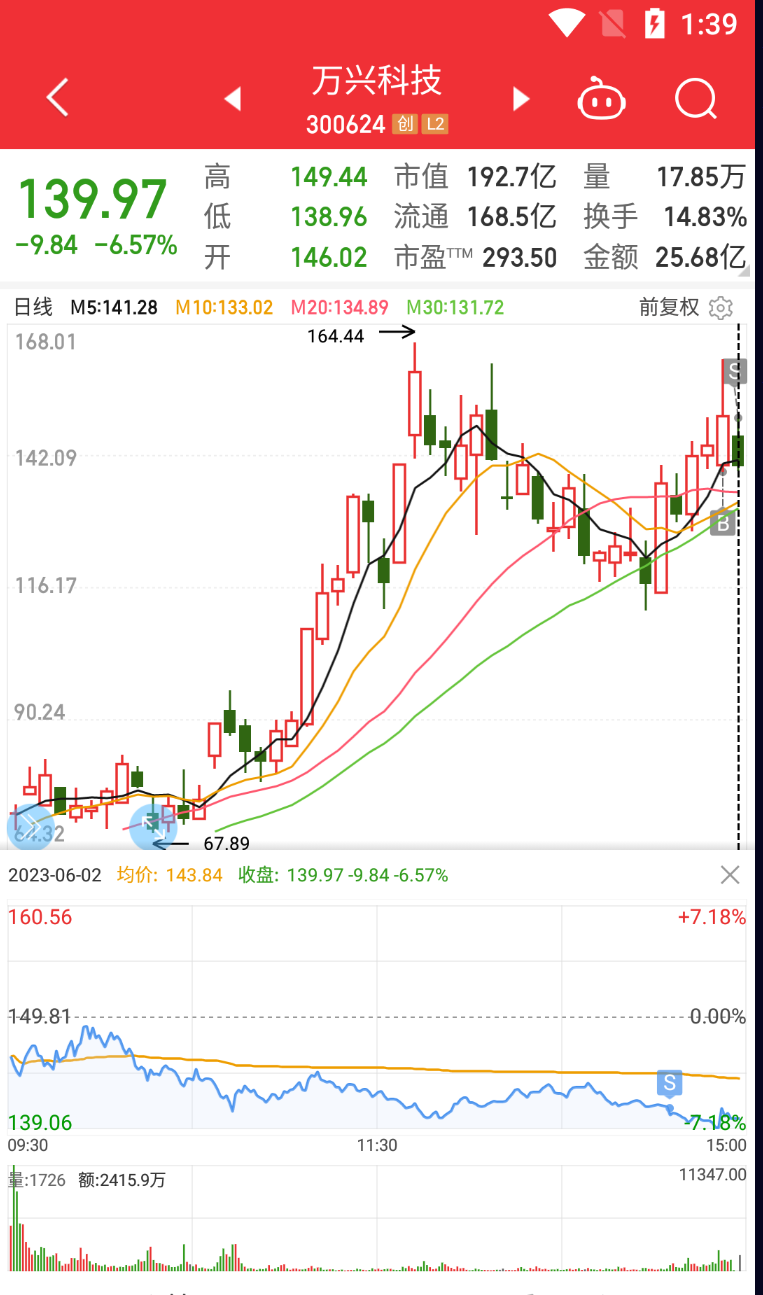 1:39
万兴科技
300624 创 L2
139.97
-9.84 -6.57%
高 149.44 市值 192.7亿 量 17.85万
低 138.96 流通 168.5亿 换手 14.83%
开 146.02 市盈TTM 293.50 金额 25.68亿
日线 M5:141.28 M10:133.02 M20:134.89 M30:131.72 前复权
168.01
164.44
S
142.09
B
116.17
90.24
64.32
67.89
2023-06-02 均价: 143.84 收盘: 139.97 -9.84 -6.57%
160.56 +7.18%
149.81 0.00%
S
139.06 -7.18%
09:30 11:30 15:00
量:1726 额:2415.9万 11347.00